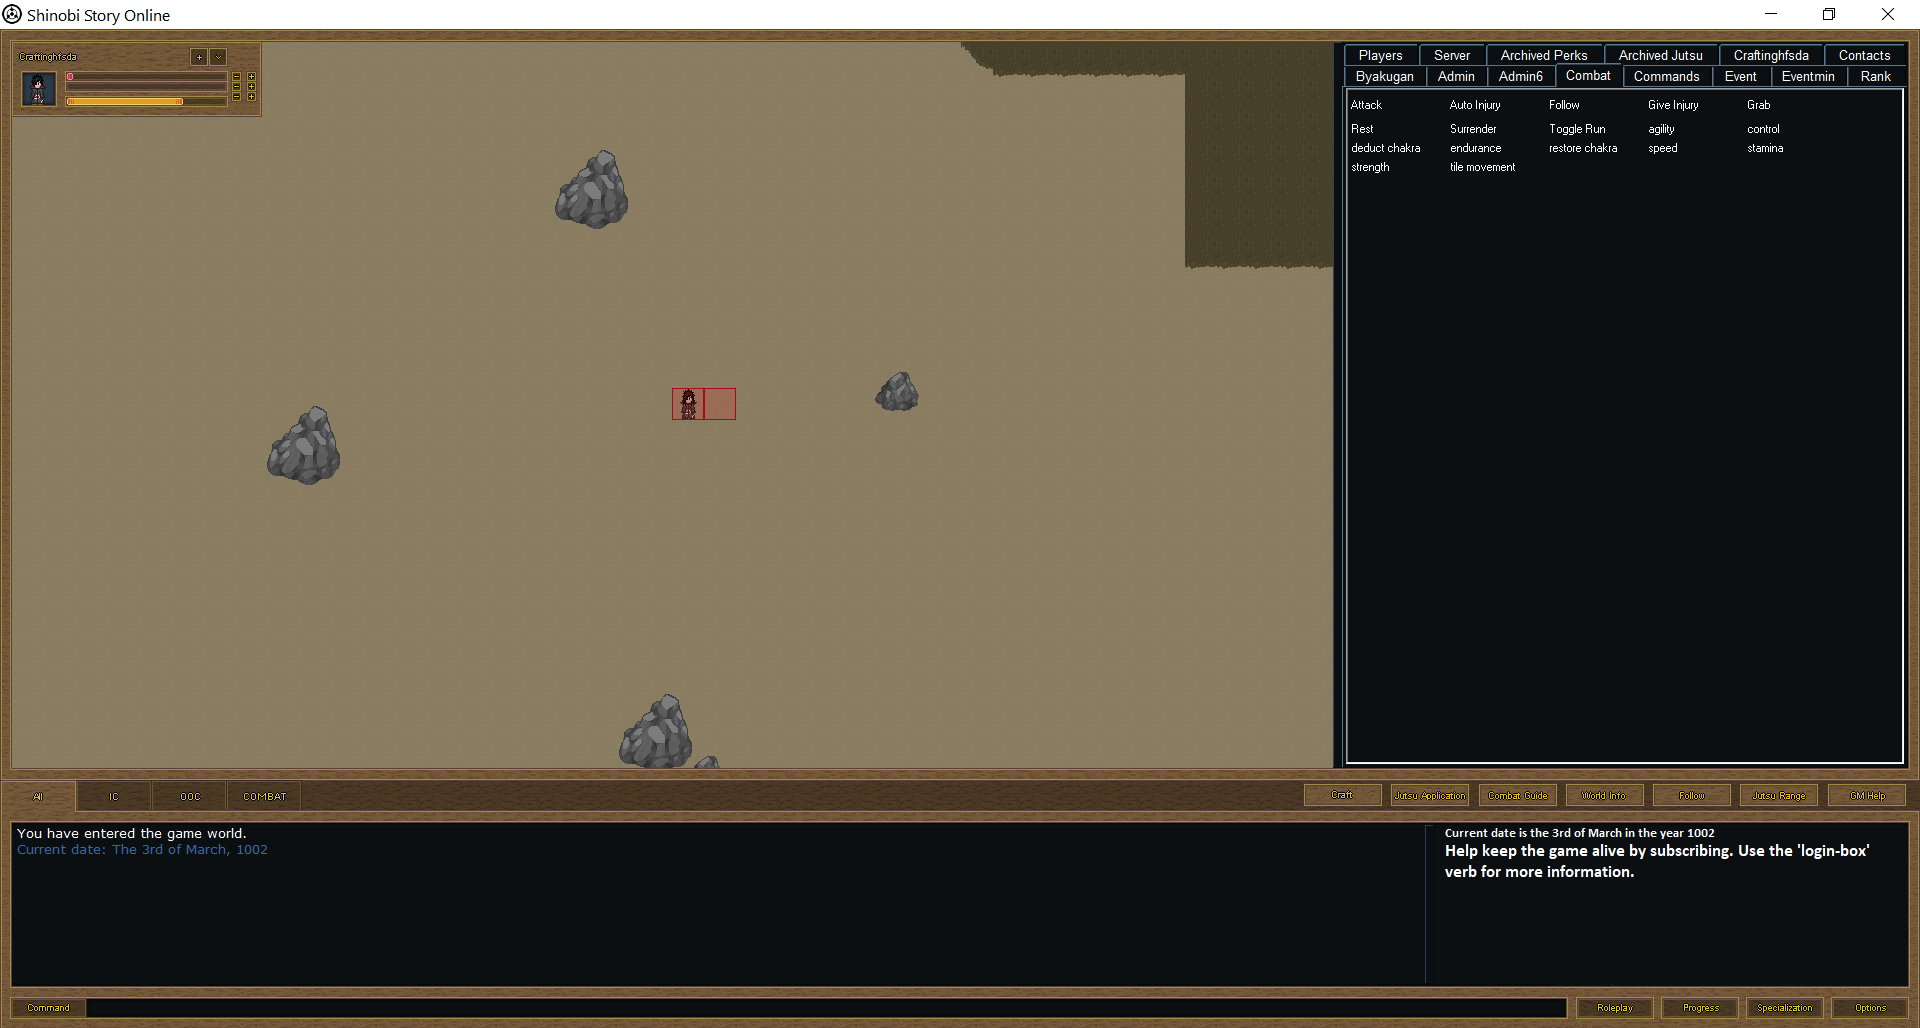 Shinobi Story Online
Craftinghfsda
Players Server Archived Perks Archived Jutsu Craftinghfsda Contacts
Byakugan Admin Admin6 Combat Commands Event Eventmin Rank
Attack Auto Injury Follow Give Injury Grab
Rest Surrender Toggle Run agility control
deduct chakra endurance restore chakra speed stamina
strength tile movement
All IC OOC COMBAT
Craft Jutsu Application Combat Guide World Info Follow Jutsu Range GM Help
You have entered the game world.
Current date: The 3rd of March, 1002
Current date is the 3rd of March in the year 1002
Help keep the game alive by subscribing. Use the 'login-box'
verb for more information.
Command
Roleplay Progress Specialization Options